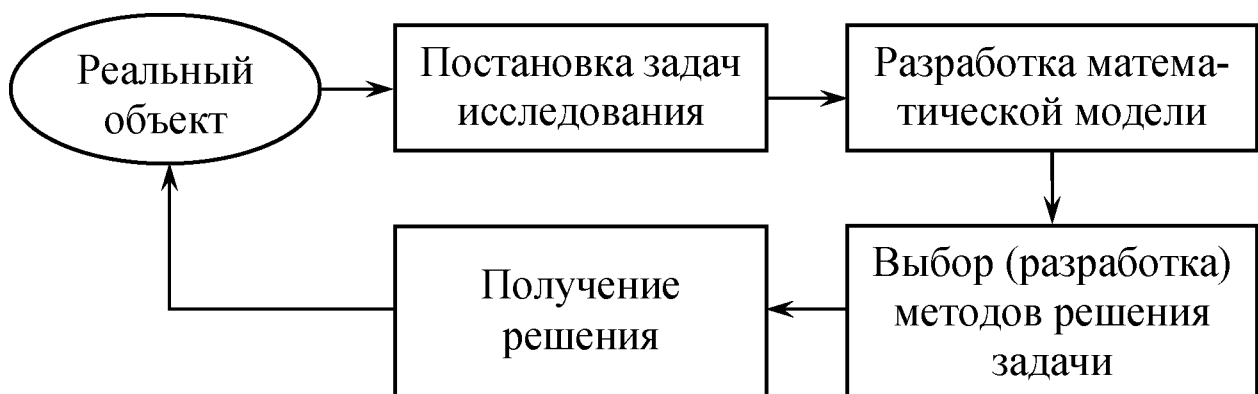 Реальный
объект
Постановка задач
исследования
Разработка матема-
тической модели
Выбор (разработка)
методов решения
задачи
Получение
решения